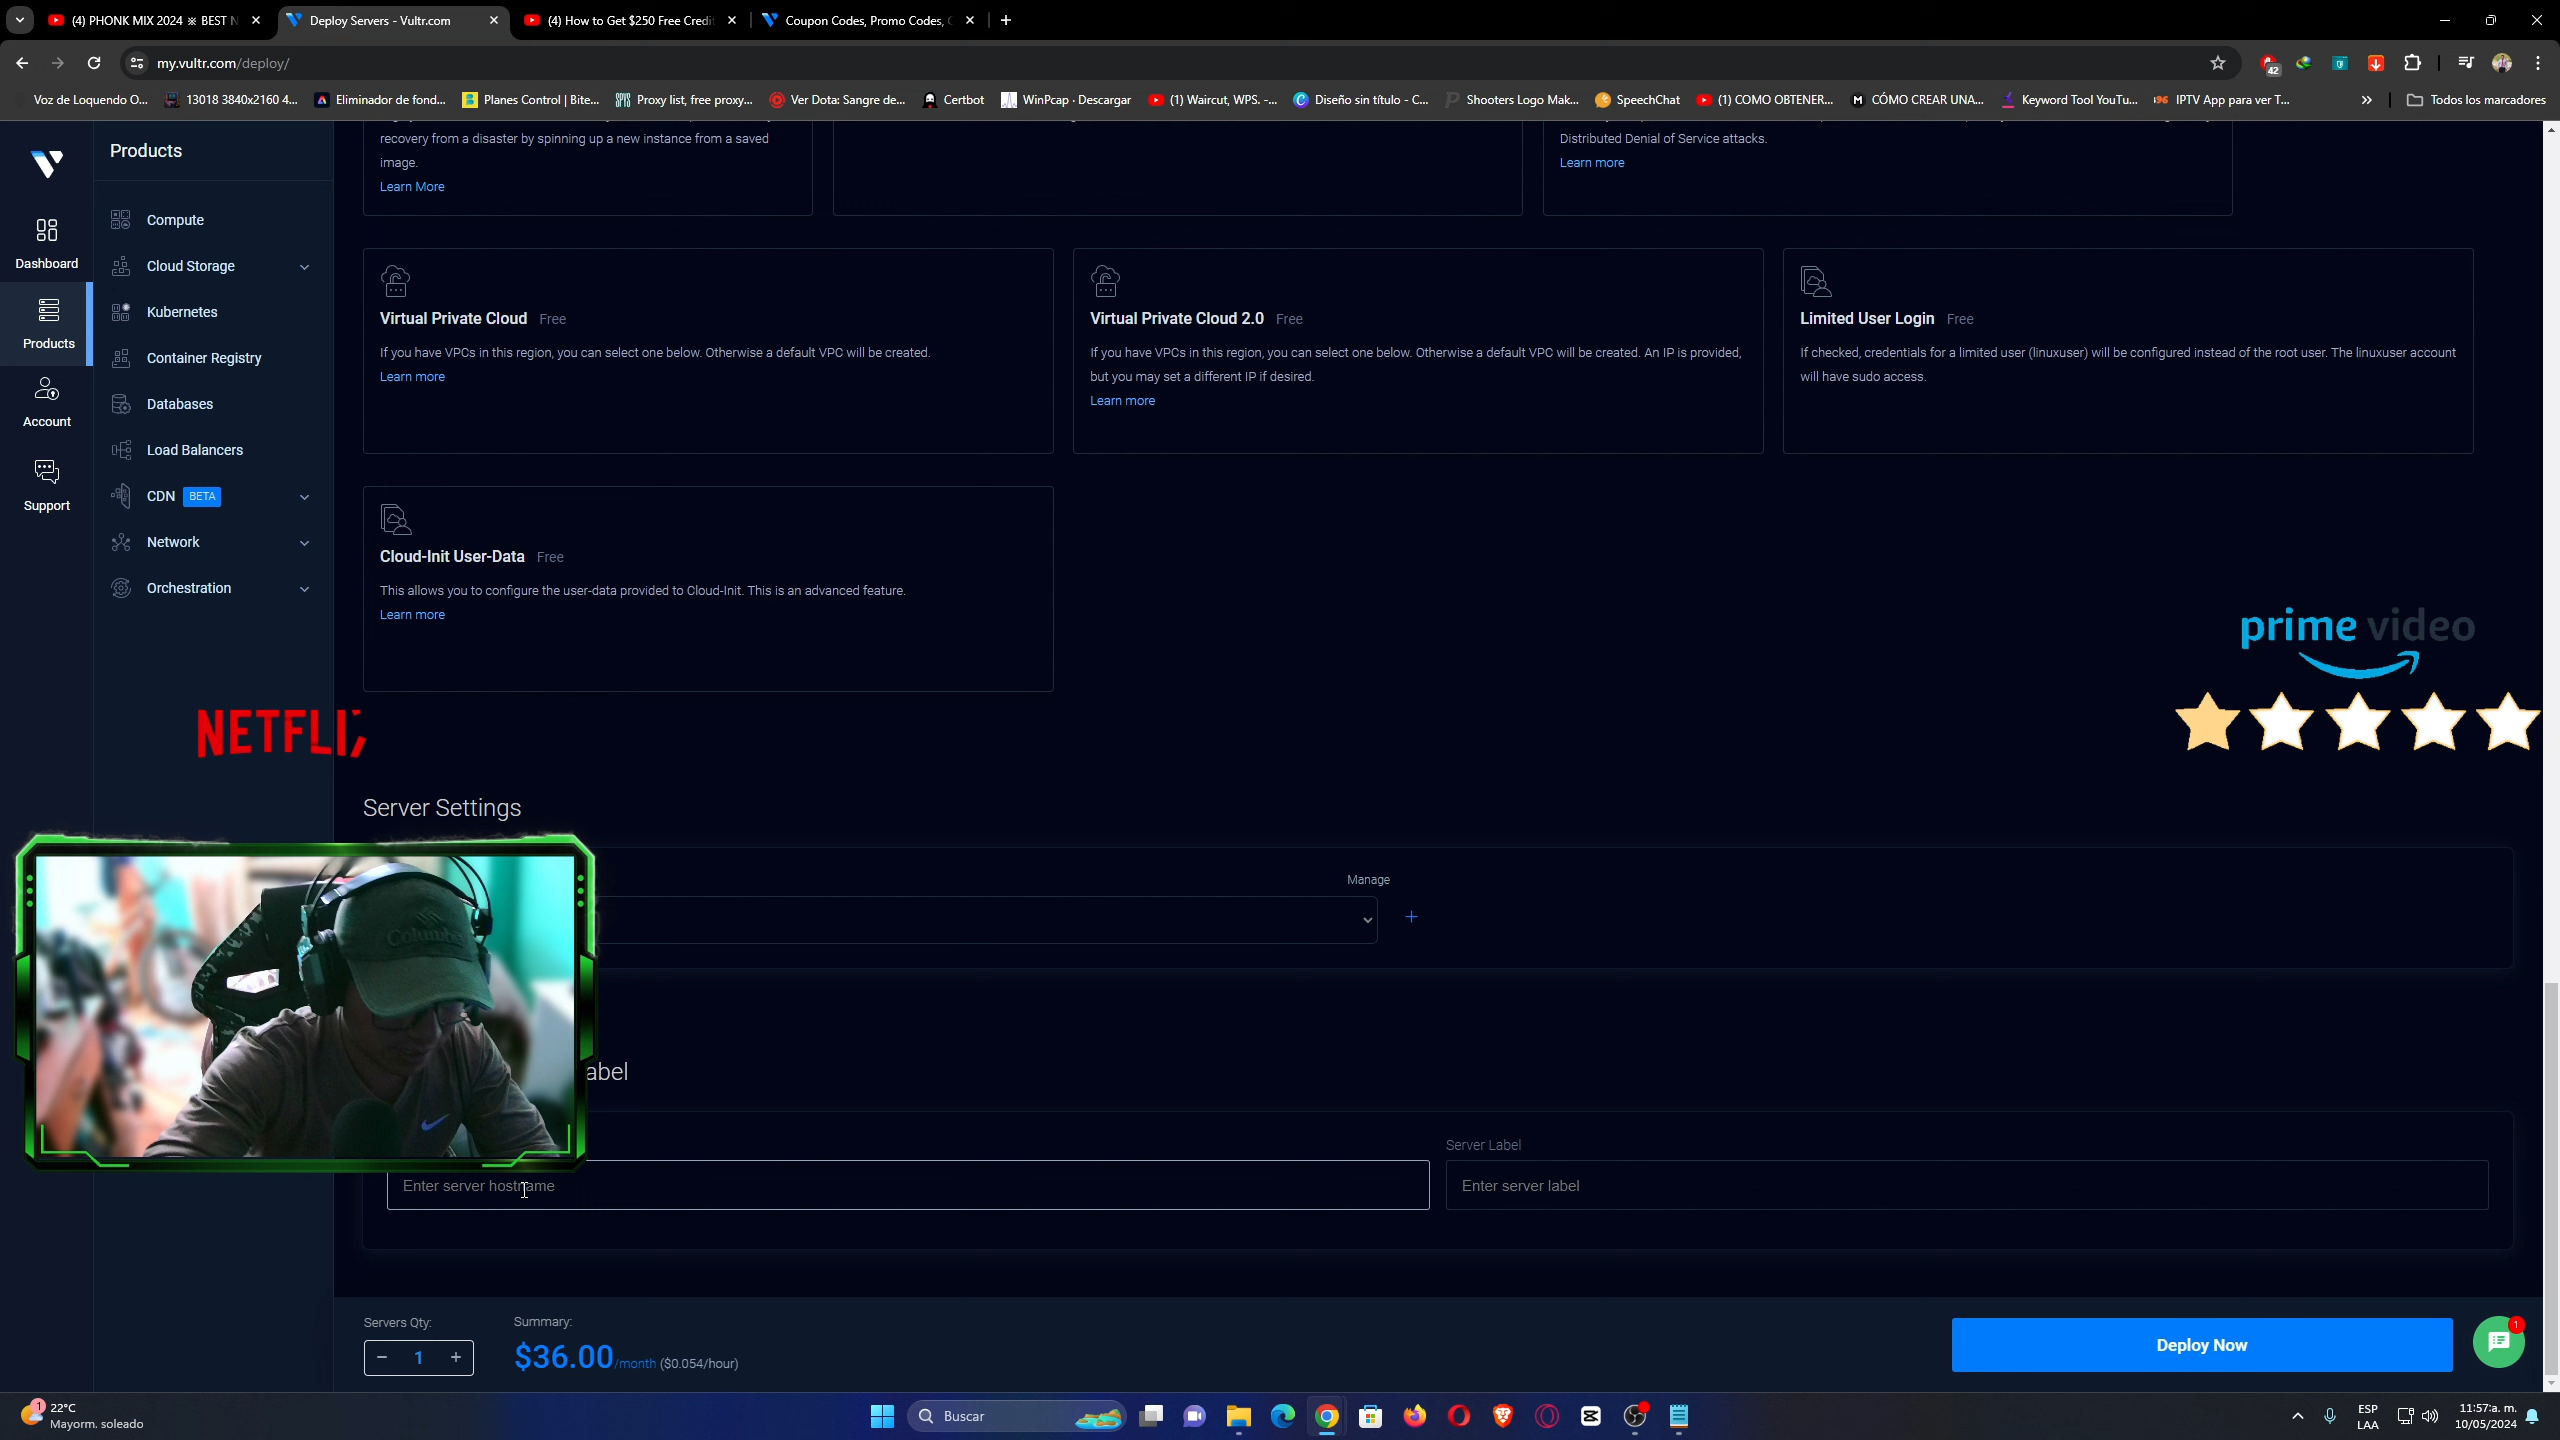 (4) PHONK MIX 2024 ※ BEST N
Deploy Servers - Vultr.com
(4) How to Get $250 Free Credit
Coupon Codes, Promo Codes, C
my.vultr.com/deploy/
42
Voz de Loquendo O...
13018 3840x2160 4...
Eliminador de fond...
Planes Control | Bite...
Proxy list, free proxy...
Ver Dota: Sangre de...
Certbot
WinPcap · Descargar
(1) Waircut, WPS. -...
Diseño sin título - C...
Shooters Logo Mak...
SpeechChat
(1) COMO OBTENER...
CÓMO CREAR UNA...
Keyword Tool YouTu...
IPTV App para ver T...
Todos los marcadores
Products
Dashboard
Products
Account
Support
Compute
Cloud Storage
Kubernetes
Container Registry
Databases
Load Balancers
CDN BETA
Network
Orchestration
recovery from a disaster by spinning up a new instance from a saved
image.
Learn More
Distributed Denial of Service attacks.
Learn more
Virtual Private Cloud Free
If you have VPCs in this region, you can select one below. Otherwise a default VPC will be created.
Learn more
Virtual Private Cloud 2.0 Free
If you have VPCs in this region, you can select one below. Otherwise a default VPC will be created. An IP is provided,
but you may set a different IP if desired.
Learn more
Limited User Login Free
If checked, credentials for a limited user (linuxuser) will be configured instead of the root user. The linuxuser account
will have sudo access.
Cloud-Init User-Data Free
This allows you to configure the user-data provided to Cloud-Init. This is an advanced feature.
Learn more
prime video
NETFLI
Server Settings
Manage
Columbia
abel
Server Label
Enter server hostname
Enter server label
Servers Qty:
1
Summary:
$36.00/month ($0.054/hour)
Deploy Now
1
1
22°C
Mayorm. soleado
Buscar
ESP
LAA
11:57 a. m.
10/05/2024